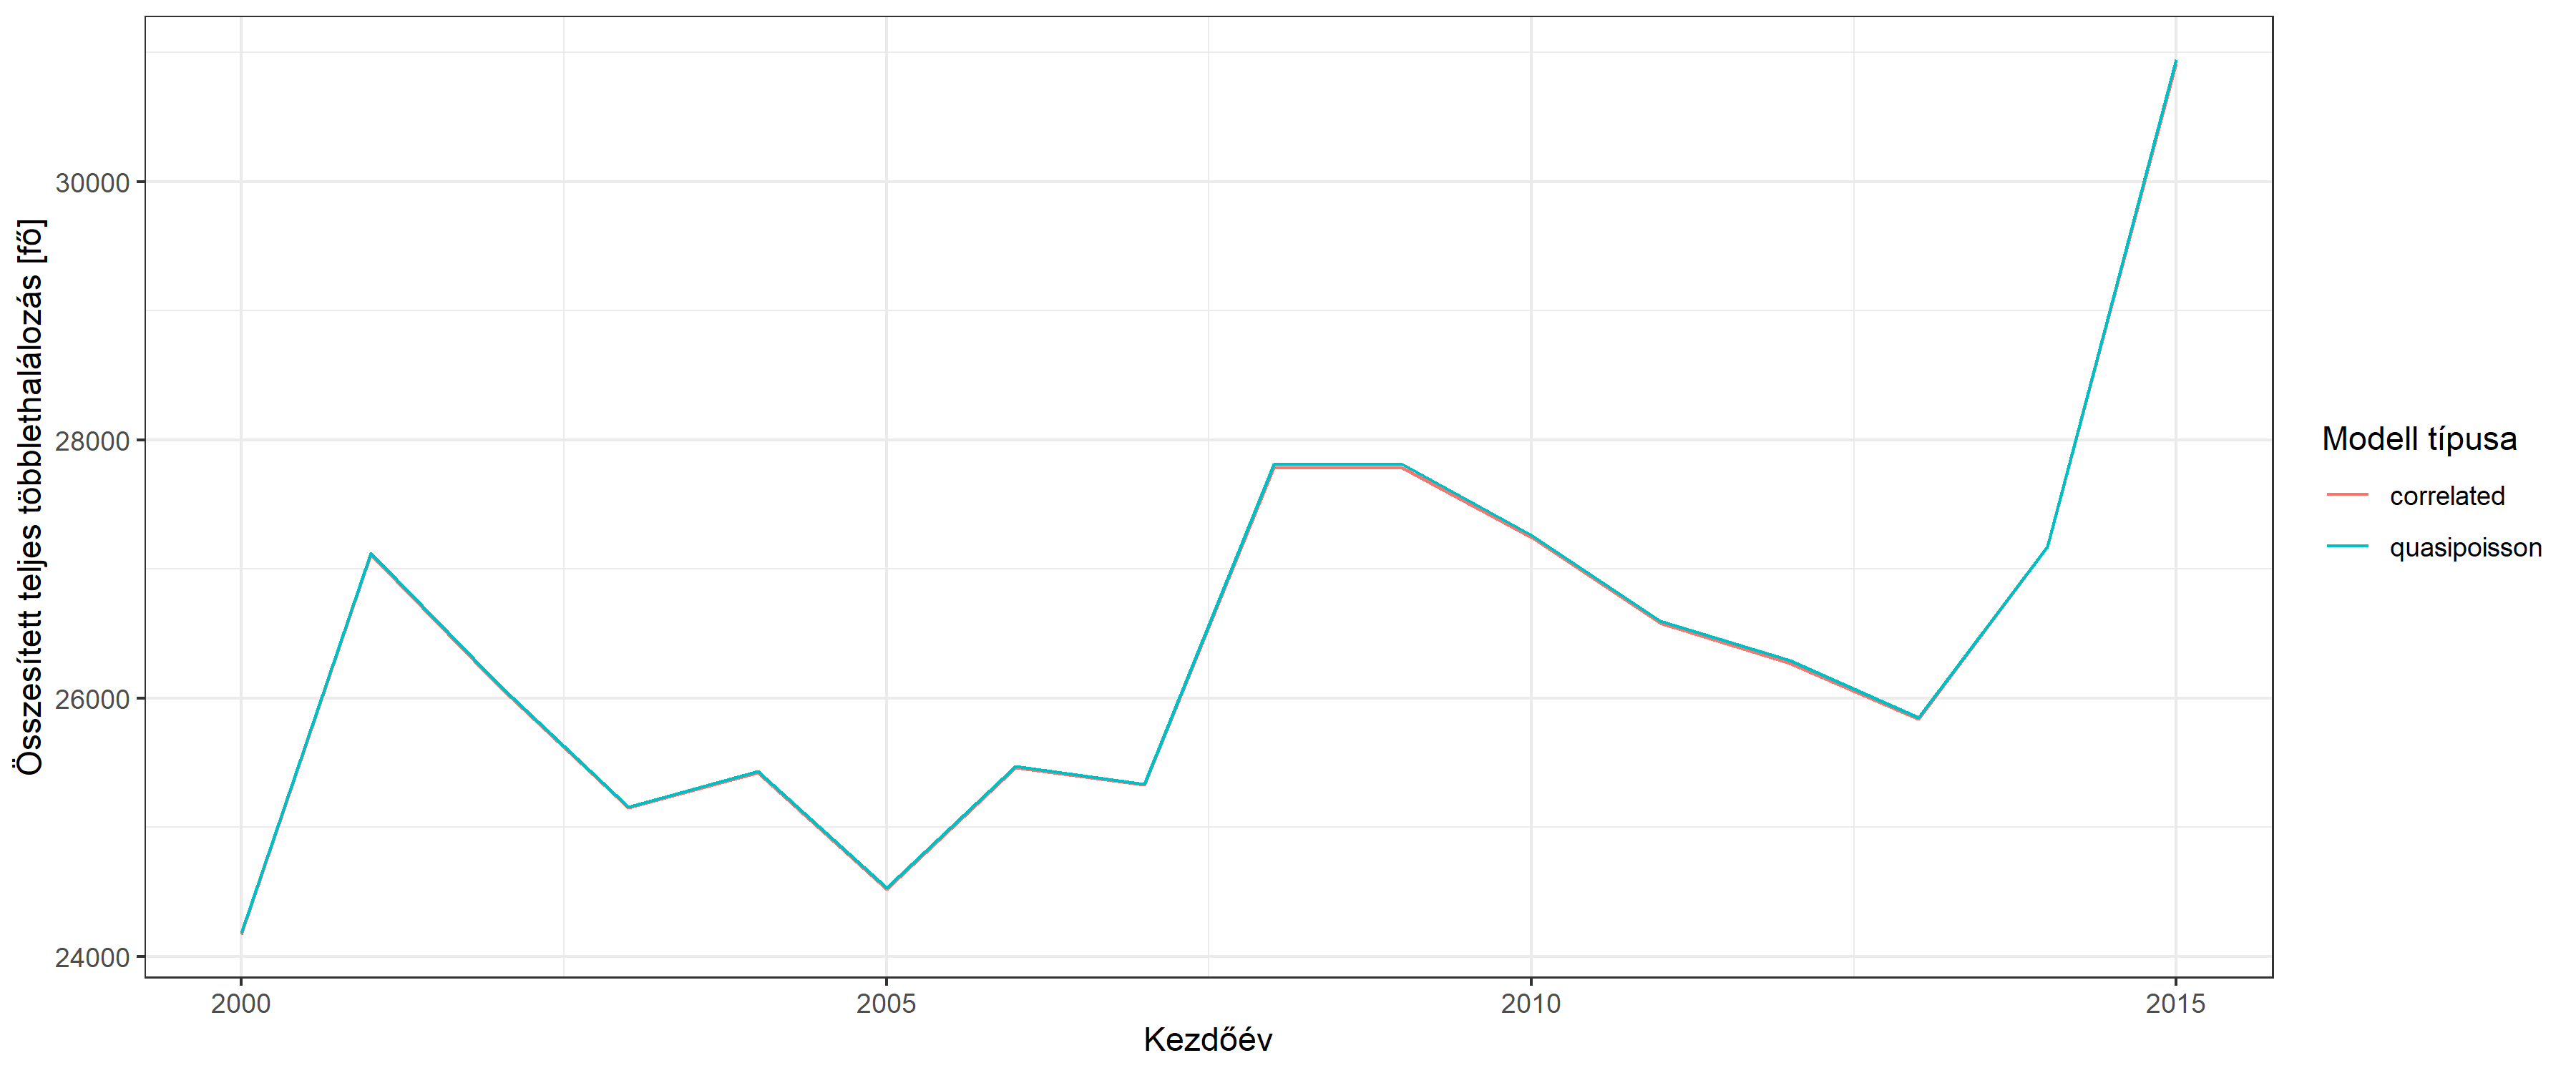 Összesített teljes többlethalálozás [fő]
30000
28000
26000
24000
2000
2005
2010
2015
Kezdőév
Modell típusa
correlated
quasipoisson